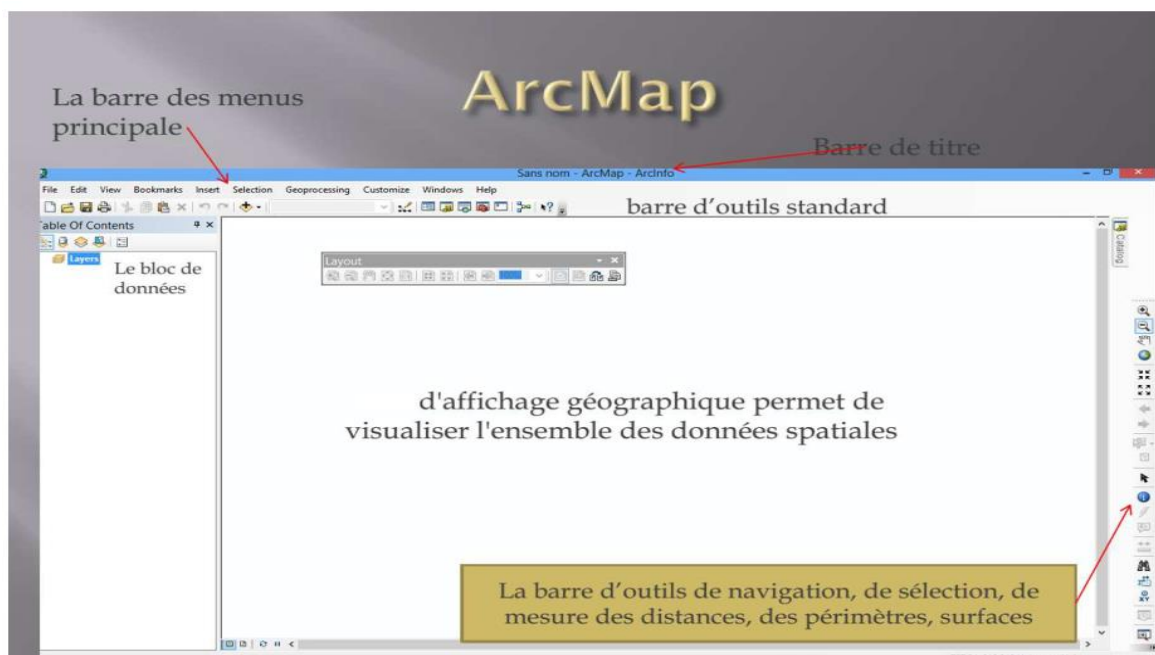 ArcMap
La barre des menus
principale
Barre de titre
Sans nom - ArcMap - ArcInfo
File Edit View Bookmarks Insert Selection Geoprocessing Customize Windows Help
barre d'outils standard
able Of Contents
Layers
Le bloc de
données
Layout
Catalog
d'affichage géographique permet de
visualiser l'ensemble des données spatiales
La barre d'outils de navigation, de sélection, de
mesure des distances, des périmètres, surfaces